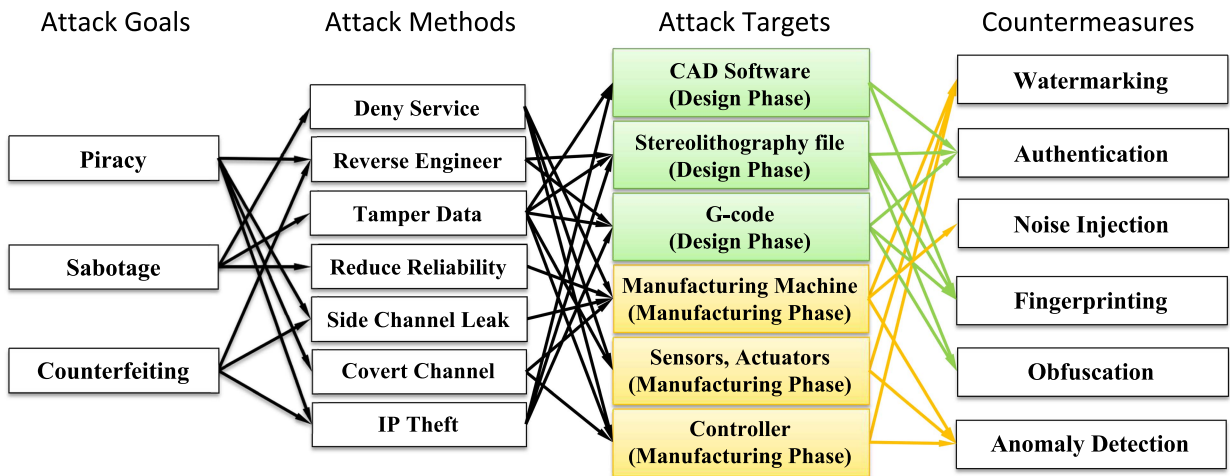 Attack Goals
Attack Methods
Attack Targets
Countermeasures
Piracy
Sabotage
Counterfeiting
Deny Service
Reverse Engineer
Tamper Data
Reduce Reliability
Side Channel Leak
Covert Channel
IP Theft
CAD Software
(Design Phase)
Stereolithography file
(Design Phase)
G-code
(Design Phase)
Manufacturing Machine
(Manufacturing Phase)
Sensors, Actuators
(Manufacturing Phase)
Controller
(Manufacturing Phase)
Watermarking
Authentication
Noise Injection
Fingerprinting
Obfuscation
Anomaly Detection